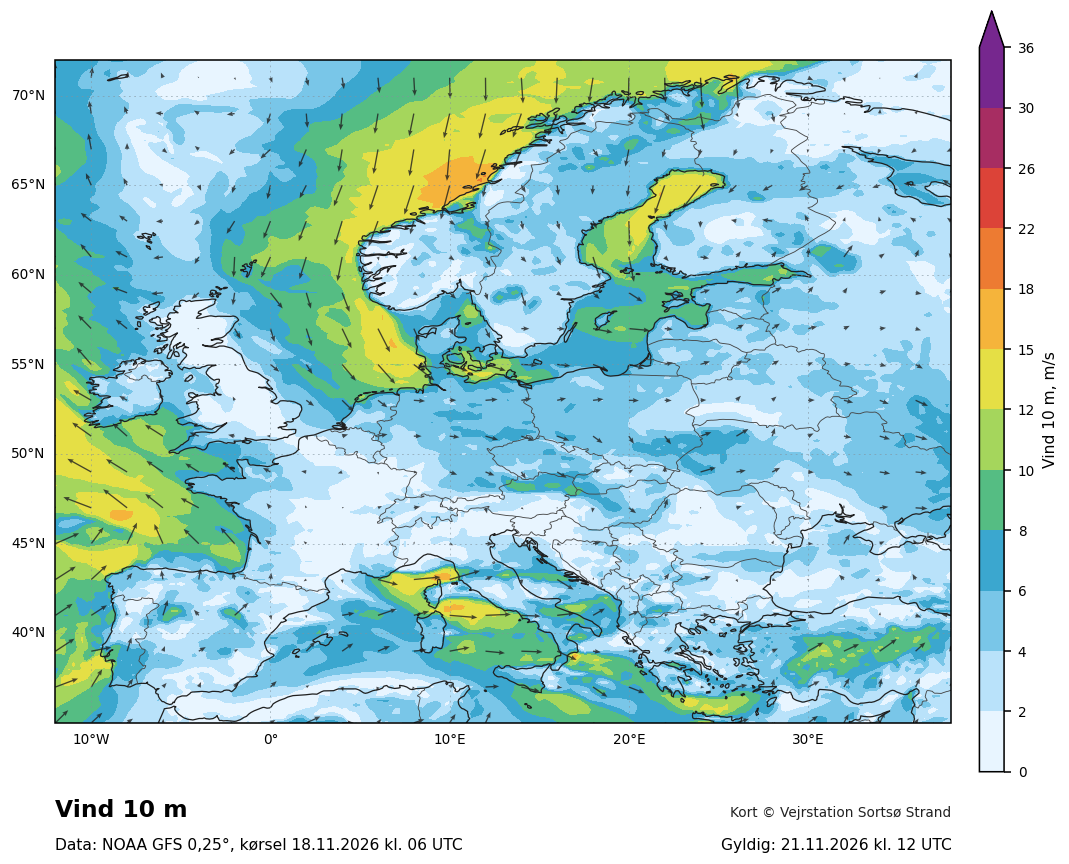 36
30
26
22
18
15
12
10
8
6
4
2
0
Vind 10 m, m/s
70°N
65°N
60°N
55°N
50°N
45°N
40°N
10°W
0°
10°E
20°E
30°E
Vind 10 m
Kort © Vejrstation Sortsø Strand
Data: NOAA GFS 0,25°, kørsel 18.11.2026 kl. 06 UTC
Gyldig: 21.11.2026 kl. 12 UTC